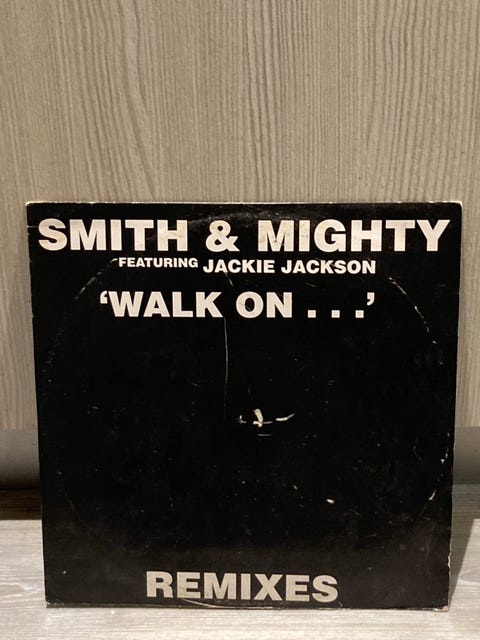 SMITH & MIGHTY
FEATURING JACKIE JACKSON
‘WALK ON . . .’
REMIXES